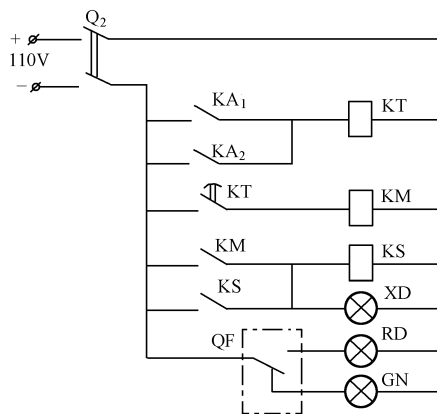 Q₂
+
110V
−
KA₁ KT
KA₂
KT KM
KM KS
KS XD
QF RD
GN